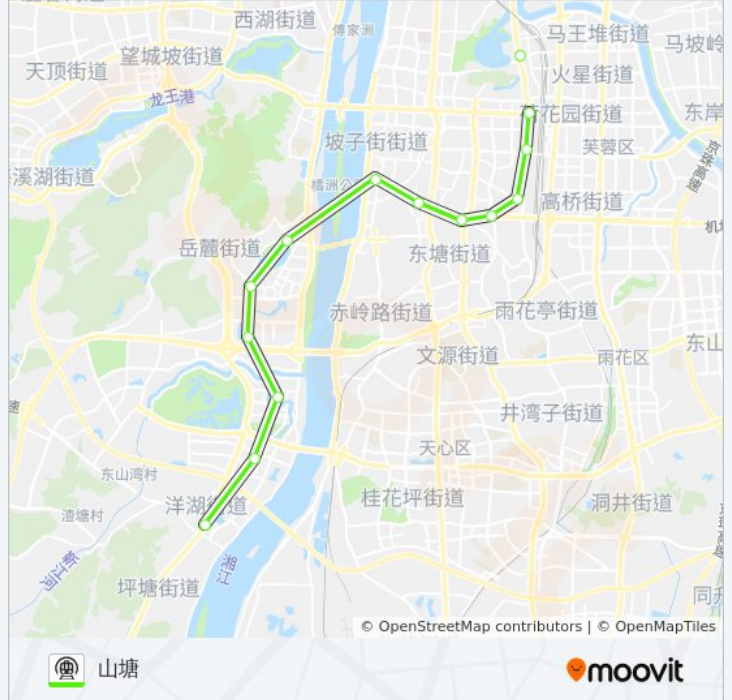 西湖街道
傅家洲
马王堆街道
望城坡街道
马坡岭
天顶街道
火星街道
龙王港
花园街道
东岸
坡子街街道
芙蓉区
京珠高速
溪湖街道
橘洲公
高桥街道
岳麓街道
东塘街道
赤岭路街道
雨花亭街道
东山
文源街道
雨花区
井湾子街道
速
天心区
东山湾村
洋湖街道
桂花坪街道
洞井街道
渣塘村
靳江河
湘江
坪塘街道
© OpenStreetMap contributors | © OpenMapTiles
山塘
moovit